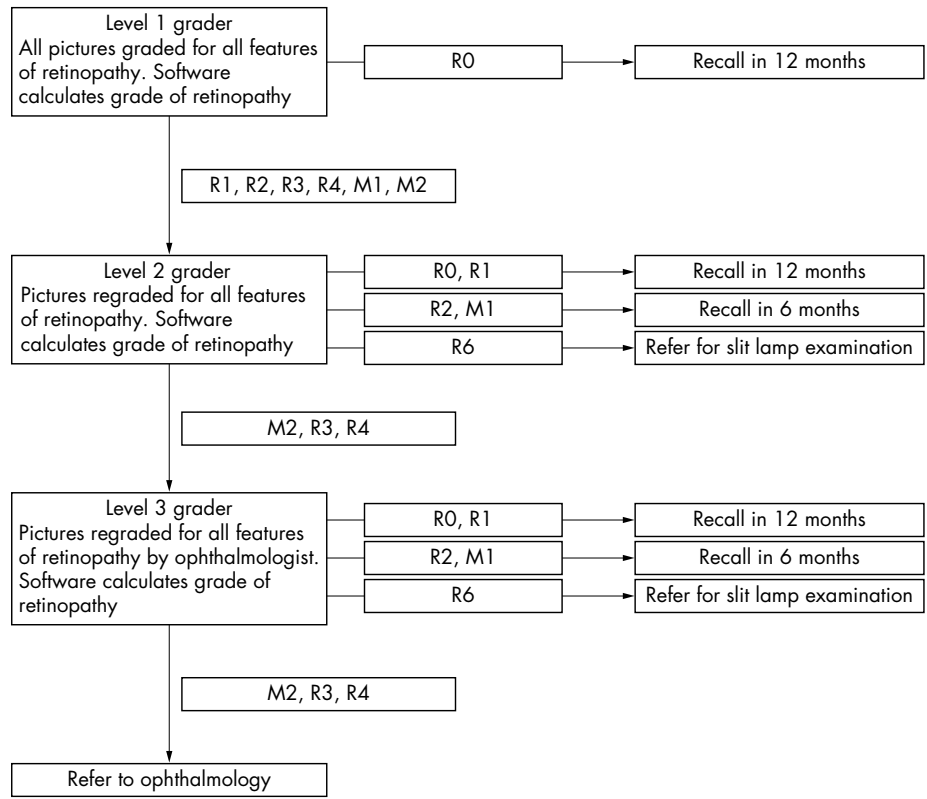 Level 1 grader
All pictures graded for all features
of retinopathy. Software
calculates grade of retinopathy
R0
Recall in 12 months
R1, R2, R3, R4, M1, M2
Level 2 grader
Pictures regraded for all features
of retinopathy. Software
calculates grade of retinopathy
R0, R1
Recall in 12 months
R2, M1
Recall in 6 months
R6
Refer for slit lamp examination
M2, R3, R4
Level 3 grader
Pictures regraded for all features
of retinopathy by ophthalmologist.
Software calculates grade of
retinopathy
R0, R1
Recall in 12 months
R2, M1
Recall in 6 months
R6
Refer for slit lamp examination
M2, R3, R4
Refer to ophthalmology